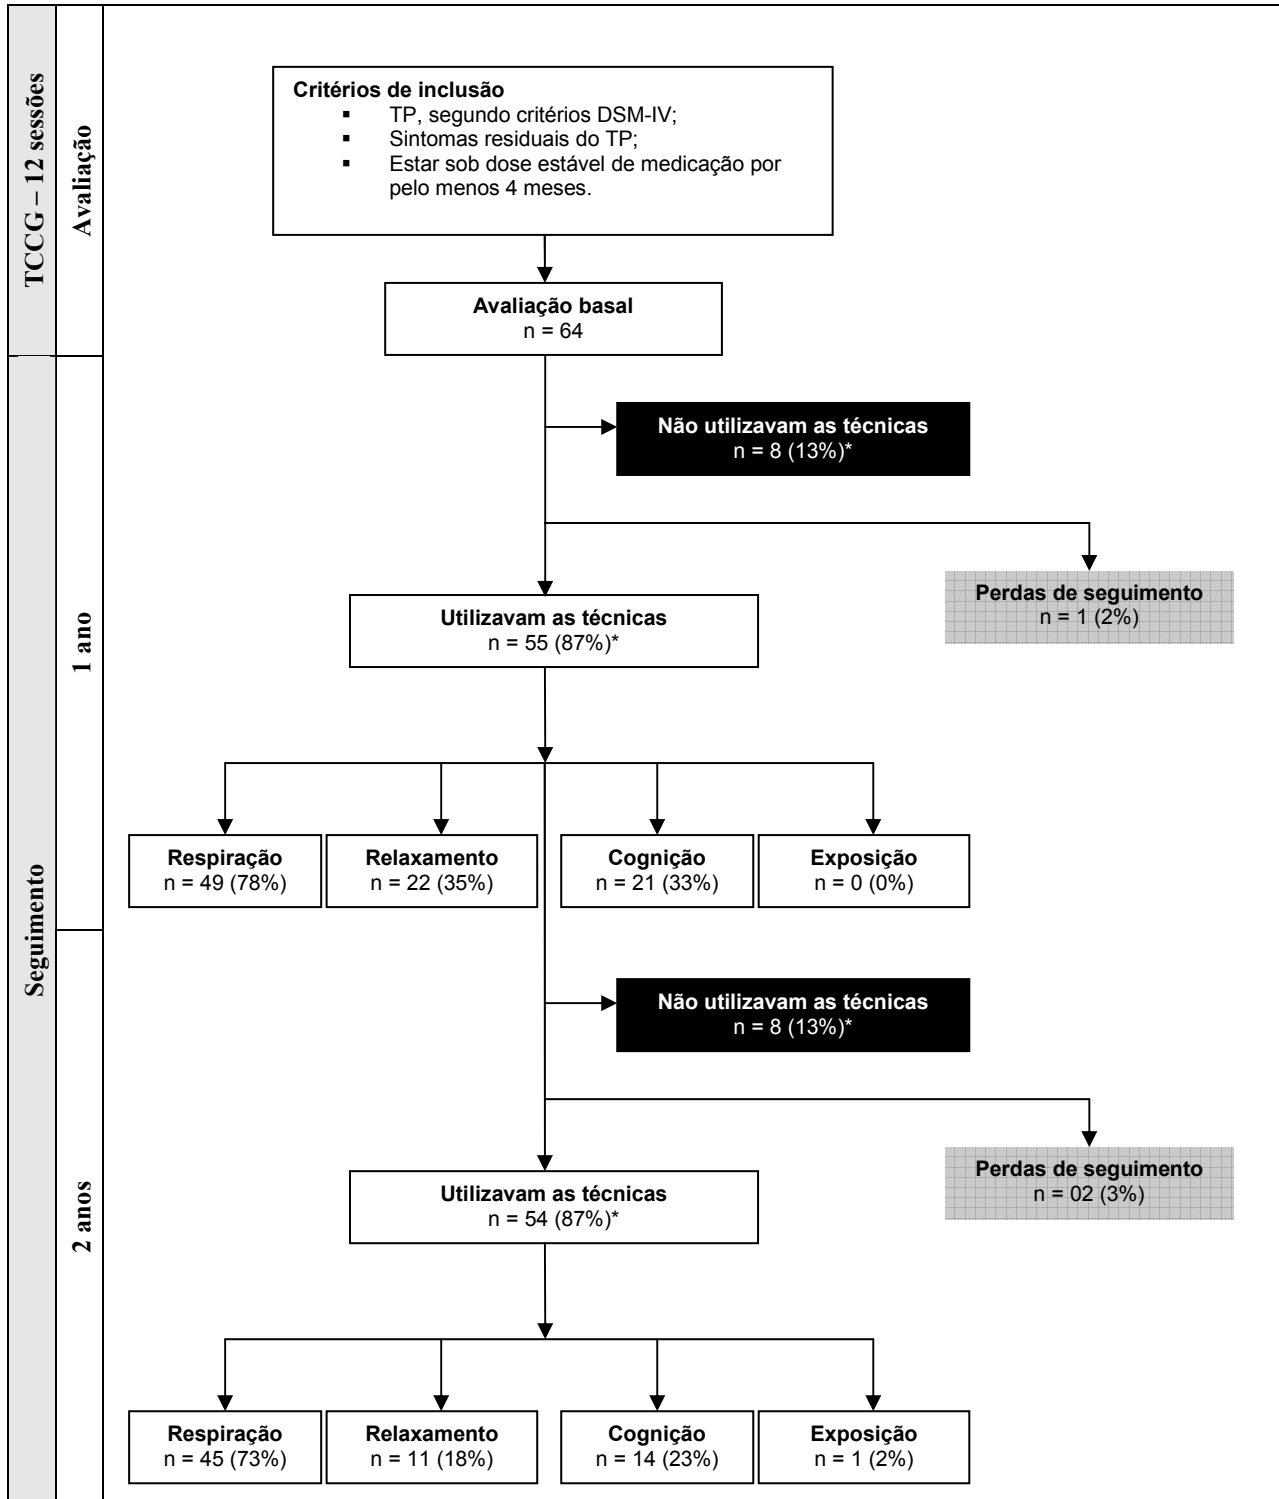 TCCG – 12 sessões
Avaliação
Critérios de inclusão
▪ TP, segundo critérios DSM-IV;
▪ Sintomas residuais do TP;
▪ Estar sob dose estável de medicação por
pelo menos 4 meses.
Avaliação basal
n = 64
Seguimento
1 ano
Não utilizavam as técnicas
n = 8 (13%)*
Perdas de seguimento
n = 1 (2%)
Utilizavam as técnicas
n = 55 (87%)*
Respiração
n = 49 (78%)
Relaxamento
n = 22 (35%)
Cognição
n = 21 (33%)
Exposição
n = 0 (0%)
2 anos
Não utilizavam as técnicas
n = 8 (13%)*
Perdas de seguimento
n = 02 (3%)
Utilizavam as técnicas
n = 54 (87%)*
Respiração
n = 45 (73%)
Relaxamento
n = 11 (18%)
Cognição
n = 14 (23%)
Exposição
n = 1 (2%)